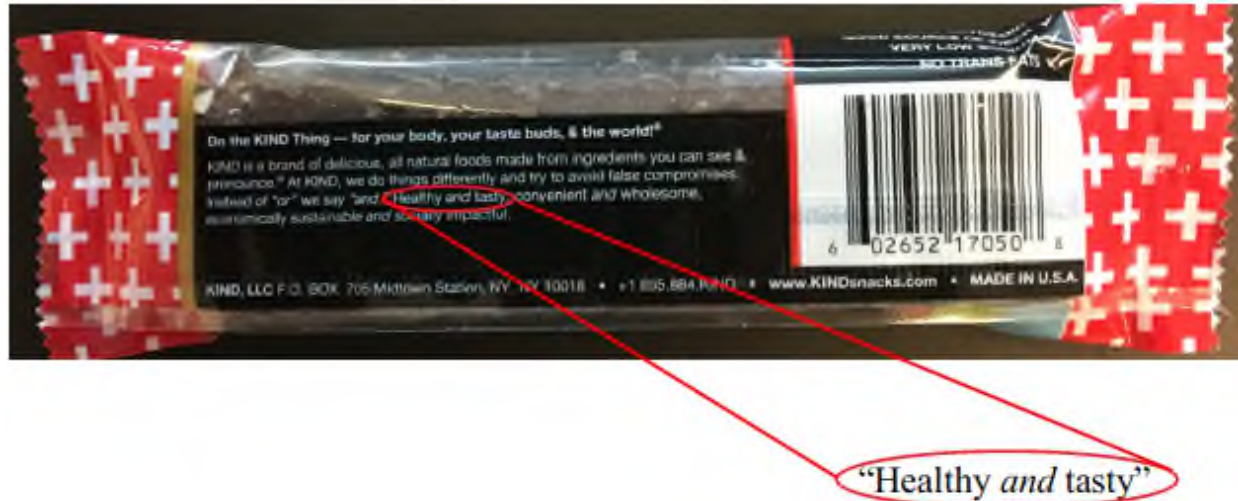 VERY LOW
NO TRANS FATS
Do the KIND Thing — for your body, your taste buds, & the world!®
KIND is a brand of delicious, all natural foods made from ingredients you can see &
pronounce.® At KIND, we do things differently and try to avoid false compromises.
Instead of "or" we say "and." Healthy and tasty, convenient and wholesome,
economically sustainable and socially impactful.
6 02652 17050 8
KIND, LLC P.O. BOX 705 Midtown Station, NY NY 10018 • +1.855.884.KIND • www.KINDsnacks.com • MADE IN U.S.A.
“Healthy and tasty”